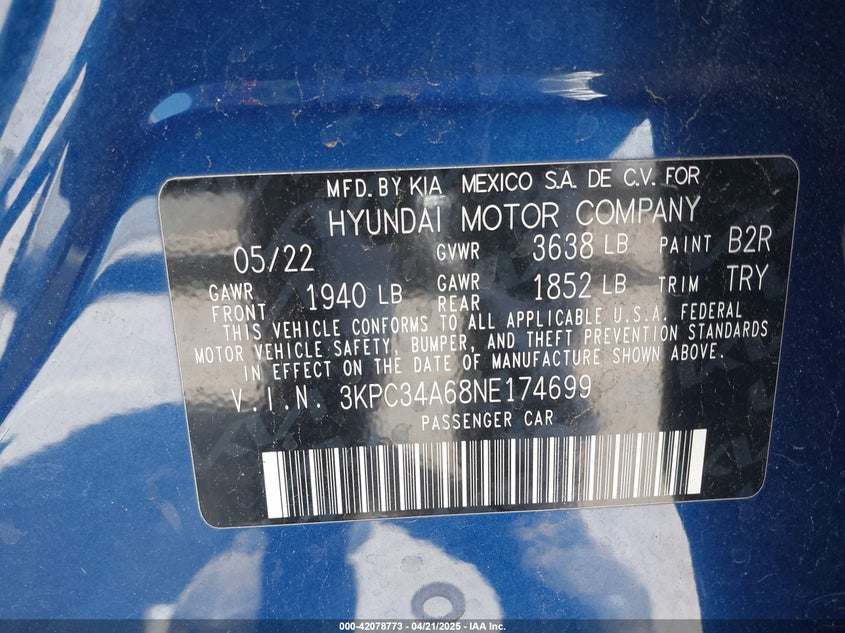 MFD. BY KIA MEXICO S.A. DE C.V. FOR
HYUNDAI MOTOR COMPANY
05/22 GVWR 3638 LB PAINT B2R
GAWR FRONT 1940 LB GAWR REAR 1852 LB TRIM TRY
THIS VEHICLE CONFORMS TO ALL APPLICABLE U.S.A. FEDERAL
MOTOR VEHICLE SAFETY, BUMPER, AND THEFT PREVENTION STANDARDS
IN EFFECT ON THE DATE OF MANUFACTURE SHOWN ABOVE.
V.I.N. 3KPC34A68NE174699
PASSENGER CAR
000-42078773 - 04/21/2025 - IAA Inc.